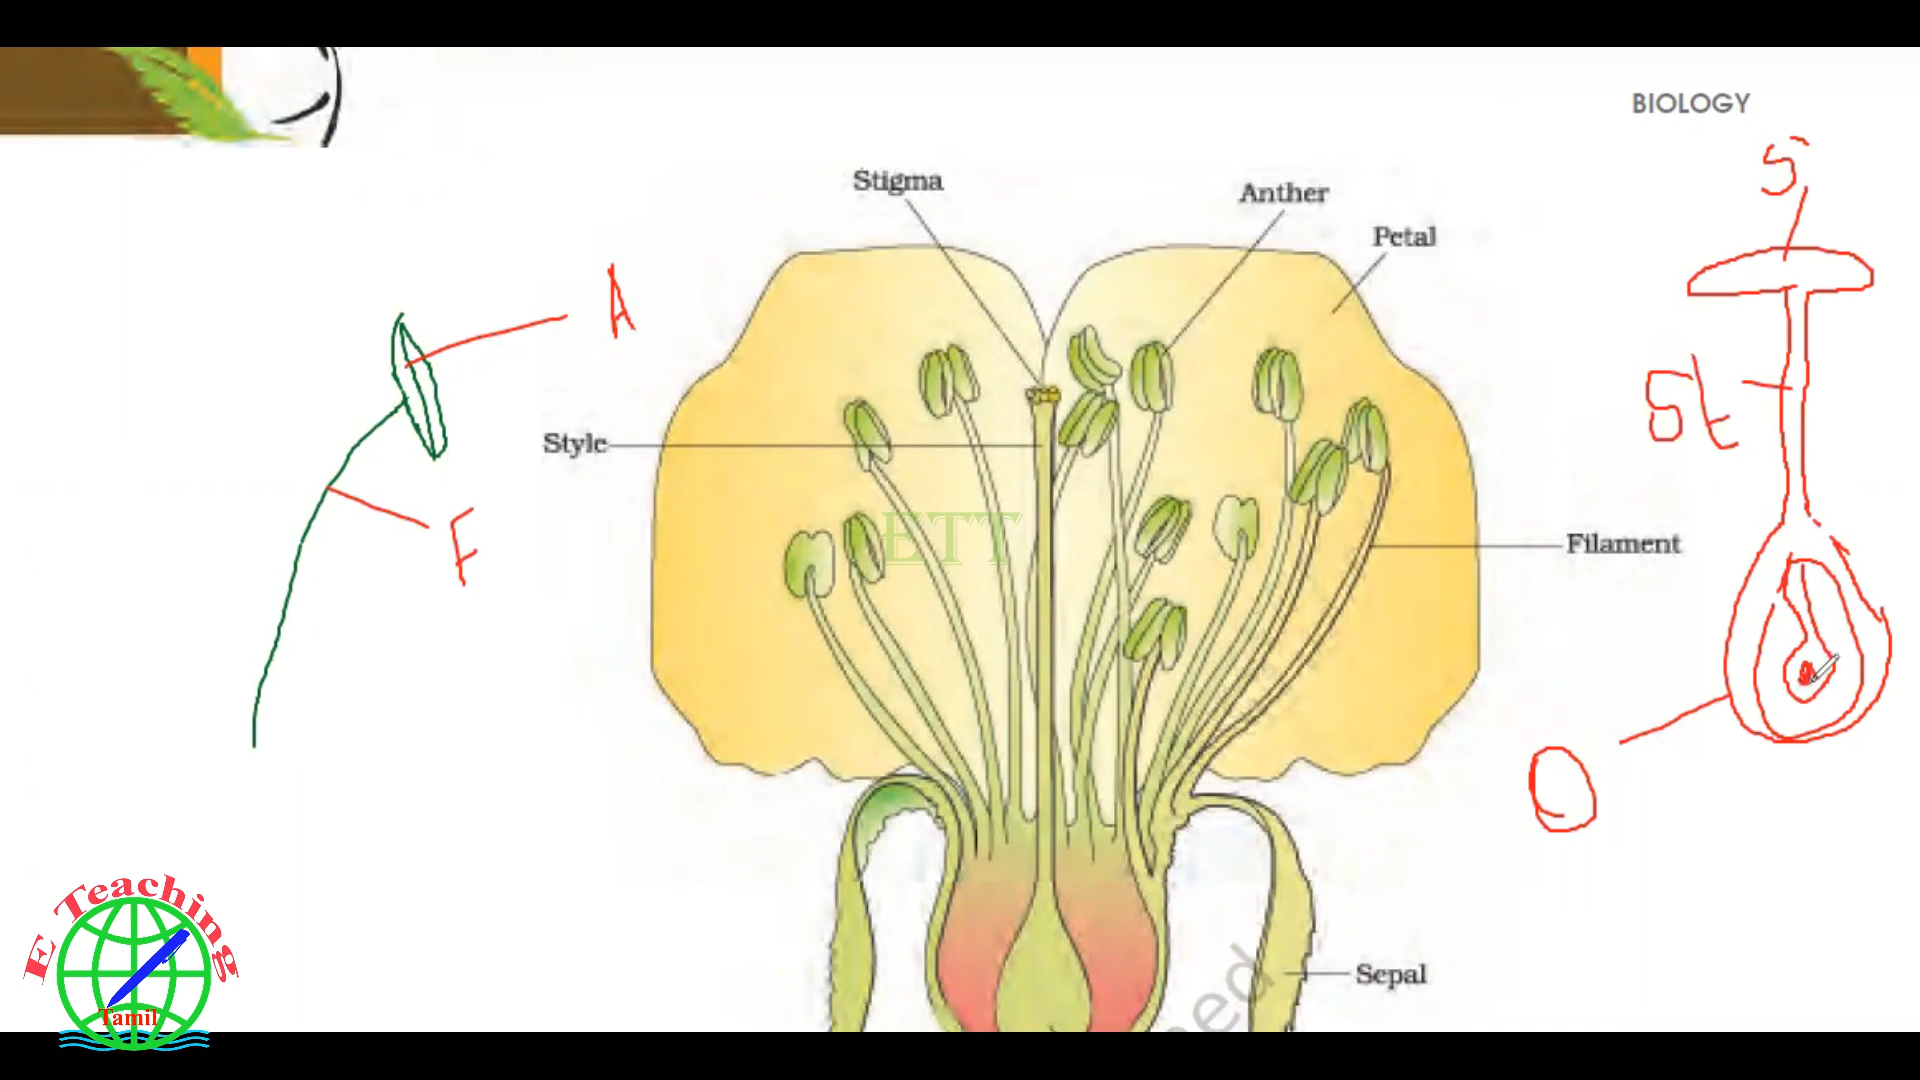 BIOLOGY
S
Stigma
Anther
Petal
A
St
Style
ETT
F
Filament
O
E Teaching
Tamil
Sepal